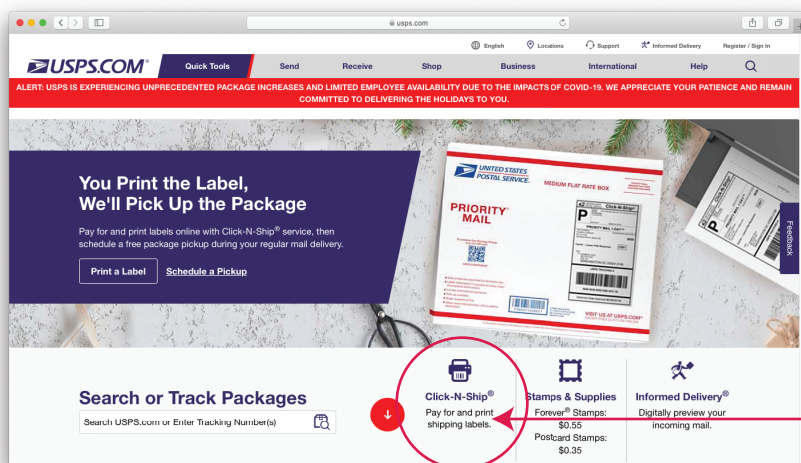 usps.com
English Locations Support Informed Delivery Register / Sign In
USPS.COM® Quick Tools Send Receive Shop Business International Help
ALERT: USPS IS EXPERIENCING UNPRECEDENTED PACKAGE INCREASES AND LIMITED EMPLOYEE AVAILABILITY DUE TO THE IMPACTS OF COVID-19. WE APPRECIATE YOUR PATIENCE AND REMAIN
COMMITTED TO DELIVERING THE HOLIDAYS TO YOU.
You Print the Label,
We'll Pick Up the Package
Pay for and print labels online with Click-N-Ship® service, then
schedule a free package pickup during your regular mail delivery.
Print a Label Schedule a Pickup
UNITED STATES
POSTAL SERVICE.
MEDIUM FLAT RATE BOX
PRIORITY
MAIL
Click-N-Ship®
P
PRIORITY MAIL
VISIT US AT USPS.COM®
Feedback
Search or Track Packages
Search USPS.com or Enter Tracking Number(s)
Click-N-Ship®
Pay for and print
shipping labels.
Stamps & Supplies
Forever® Stamps:
$0.55
Postcard Stamps:
$0.35
Informed Delivery®
Digitally preview your
incoming mail.